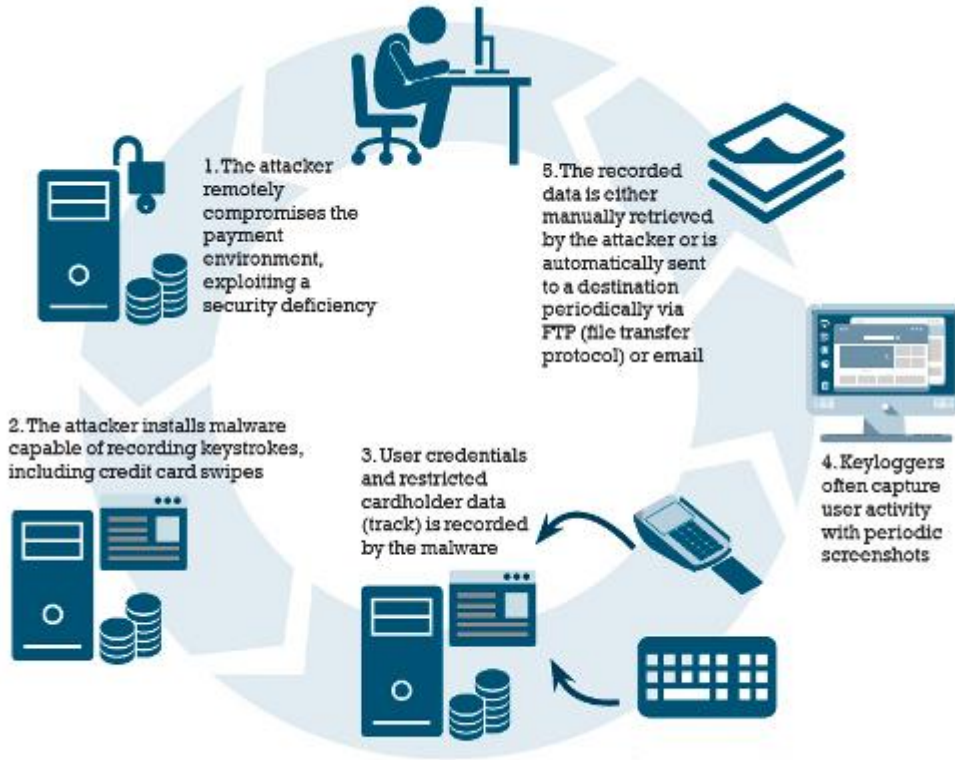 1. The attacker
remotely
compromises the
payment
environment,
exploiting a
security deficiency
2. The attacker installs malware
capable of recording keystrokes,
including credit card swipes
3. User credentials
and restricted
cardholder data
(track) is recorded
by the malware
4. Keyloggers
often capture
user activity
with periodic
screenshots
5. The recorded
data is either
manually retrieved
by the attacker or is
automatically sent
to a destination
periodically via
FTP (file transfer
protocol) or email